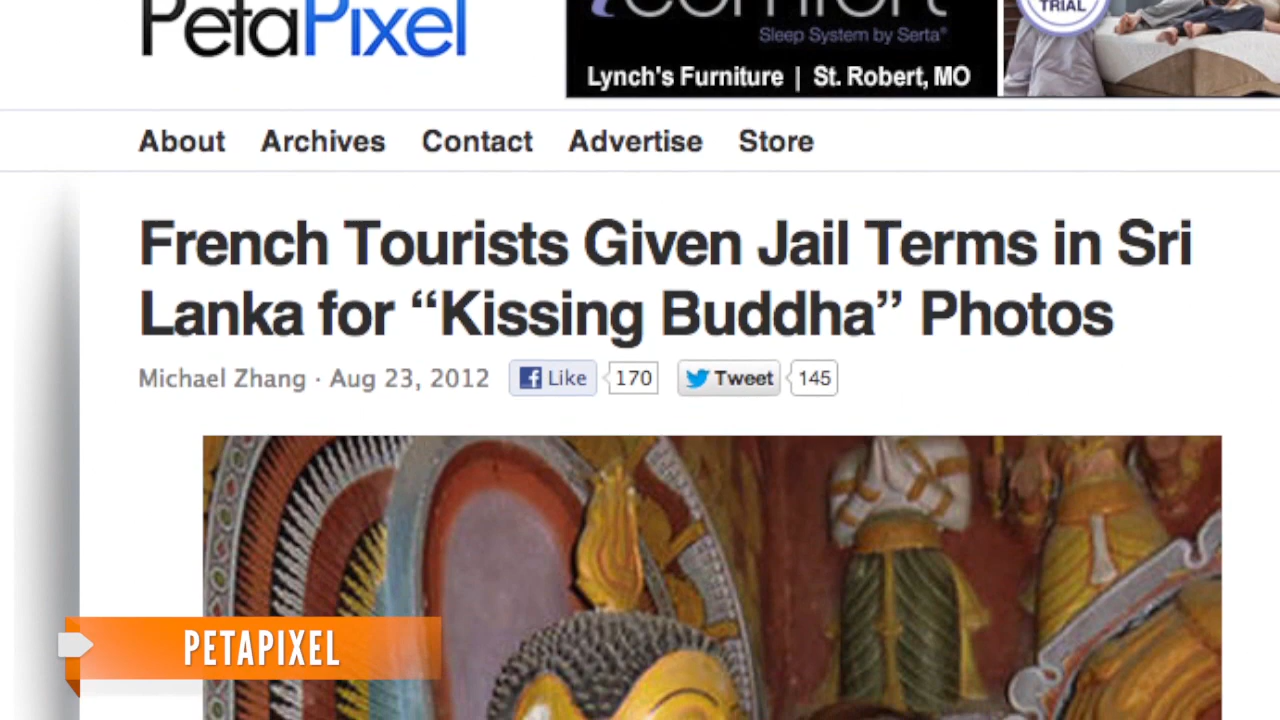 PetaPixel
iComfort
Sleep System by Serta®
TRIAL
Lynch's Furniture | St. Robert, MO
About Archives Contact Advertise Store
French Tourists Given Jail Terms in Sri
Lanka for “Kissing Buddha” Photos
Michael Zhang · Aug 23, 2012 Like 170 Tweet 145
PETAPIXEL